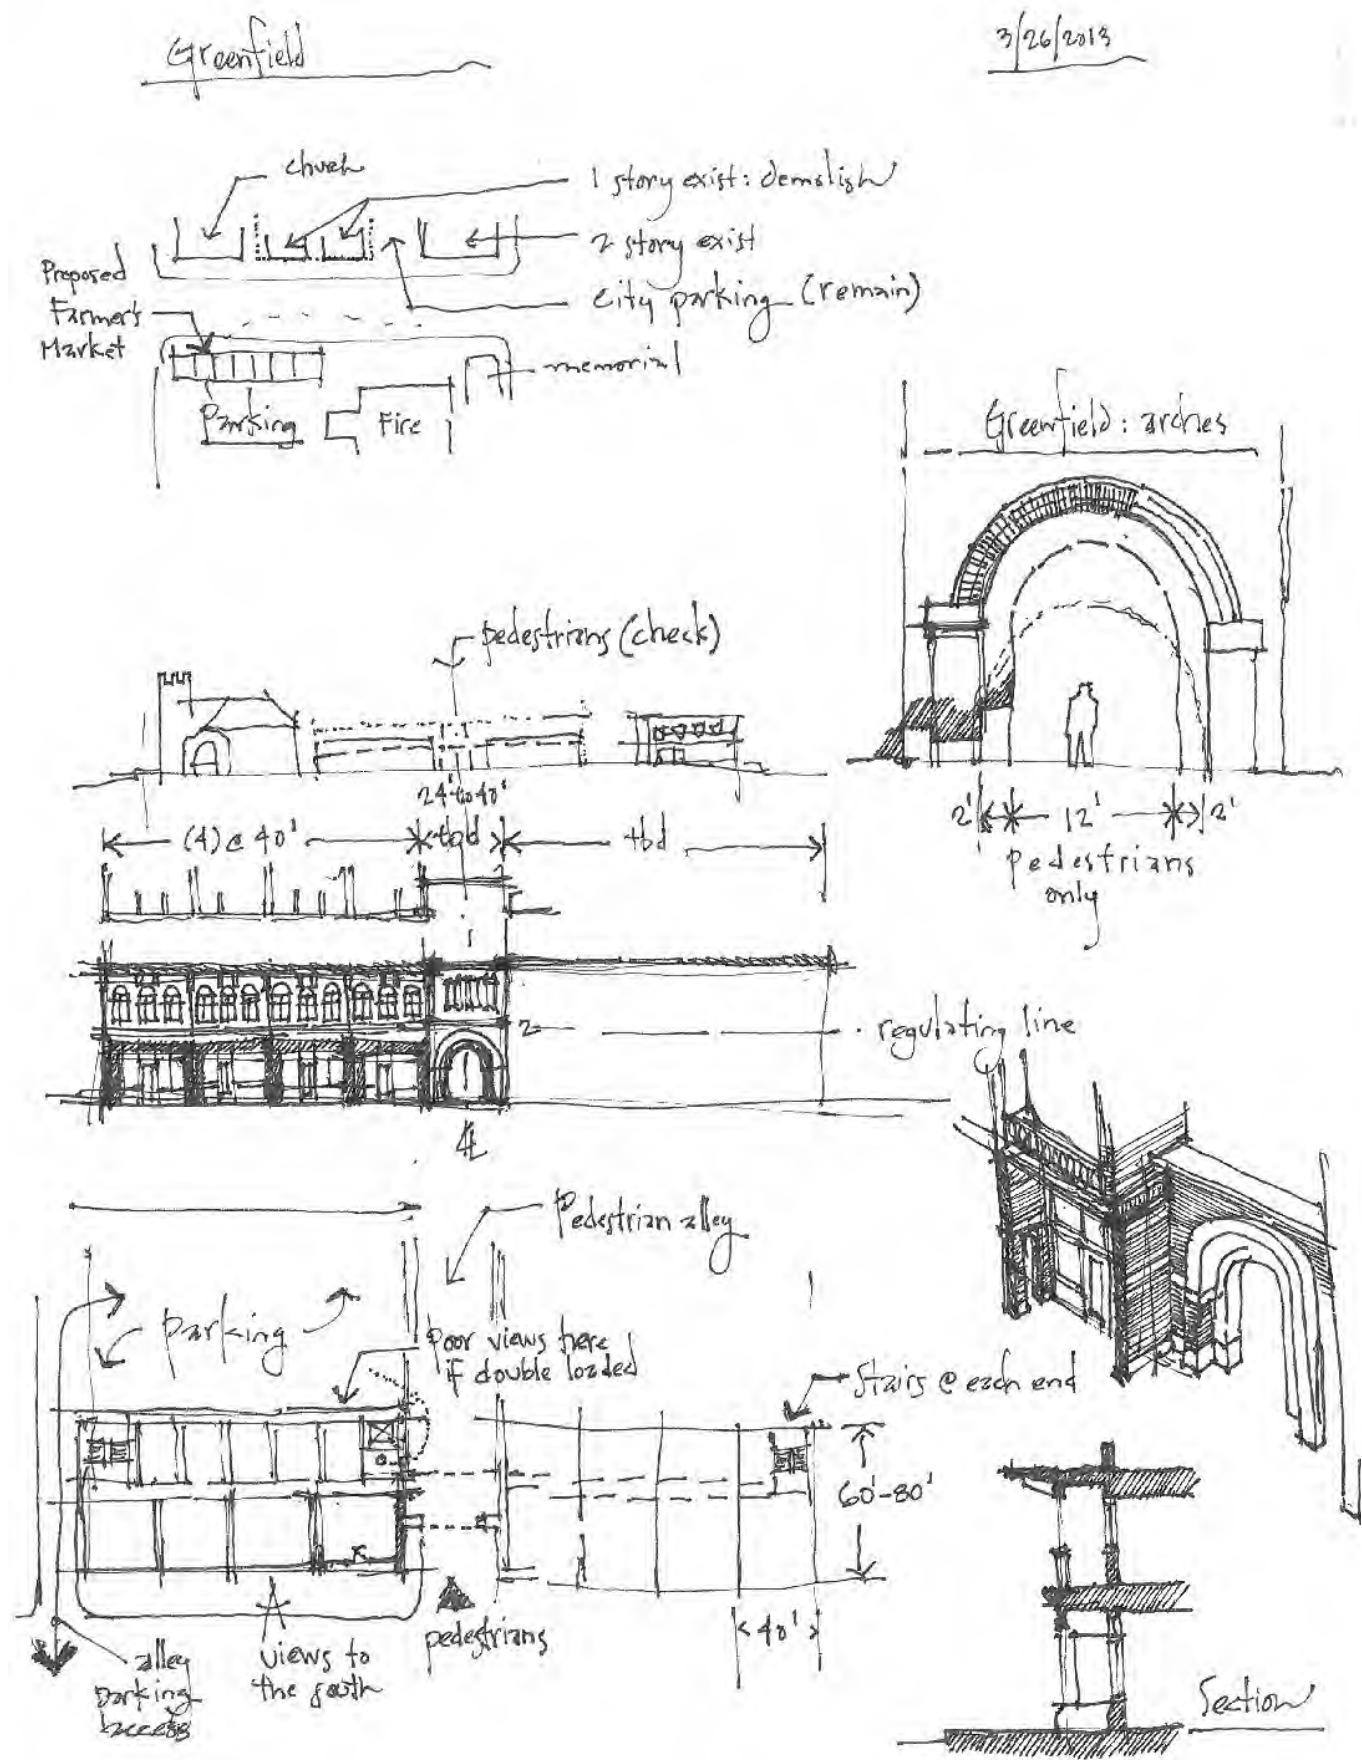 Greenfield
3/26/2013
church
1 story exist: demolish
2 story exist
city parking (remain)
Proposed
Farmer's
Market
memorial
Parking
Fire
Greenfield: arches
pedestrians (check)
24' to 40'
2' 12' 2'
pedestrians
only
(4) @ 40' tbd tbd
2
regulating line
℄
Pedestrian alley
parking
Poor views here
if double loaded
Stairs @ each end
60'-80'
40'
pedestrians
alley
parking
access
views to
the south
Section